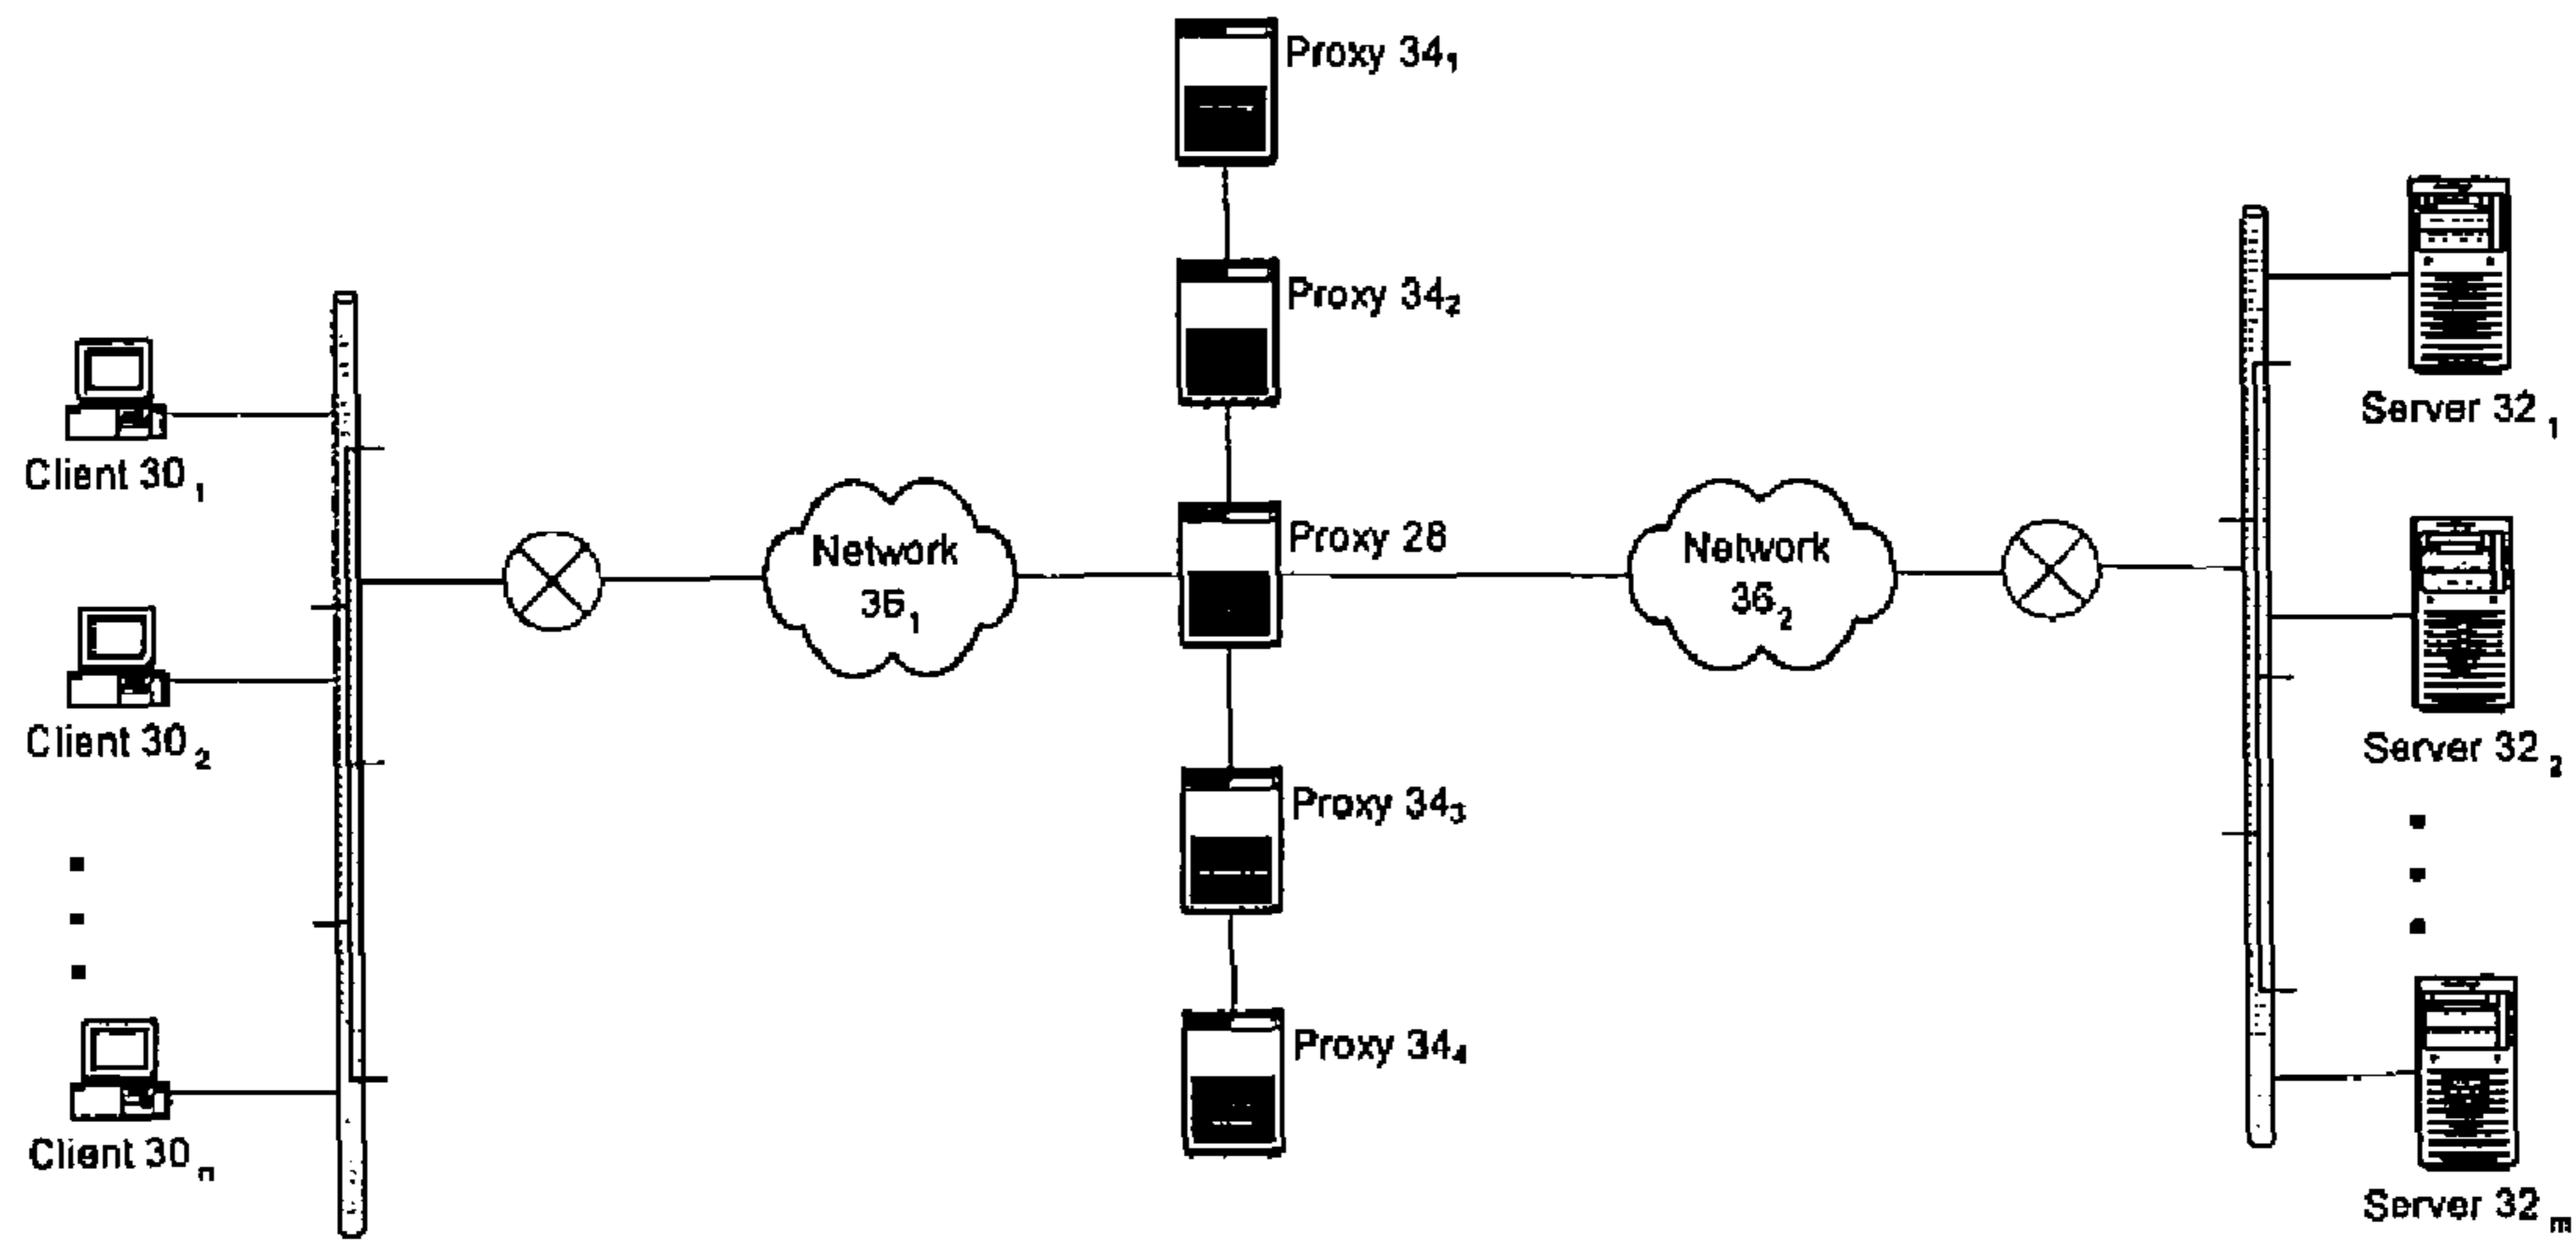 Proxy 34₁
Proxy 34₂
Server 32₁
Client 30₁
Network
36₁
Proxy 28
Network
36₂
Client 30₂
Server 32₂
Proxy 34₃
Proxy 34₄
Client 30ₙ
Server 32ₘ